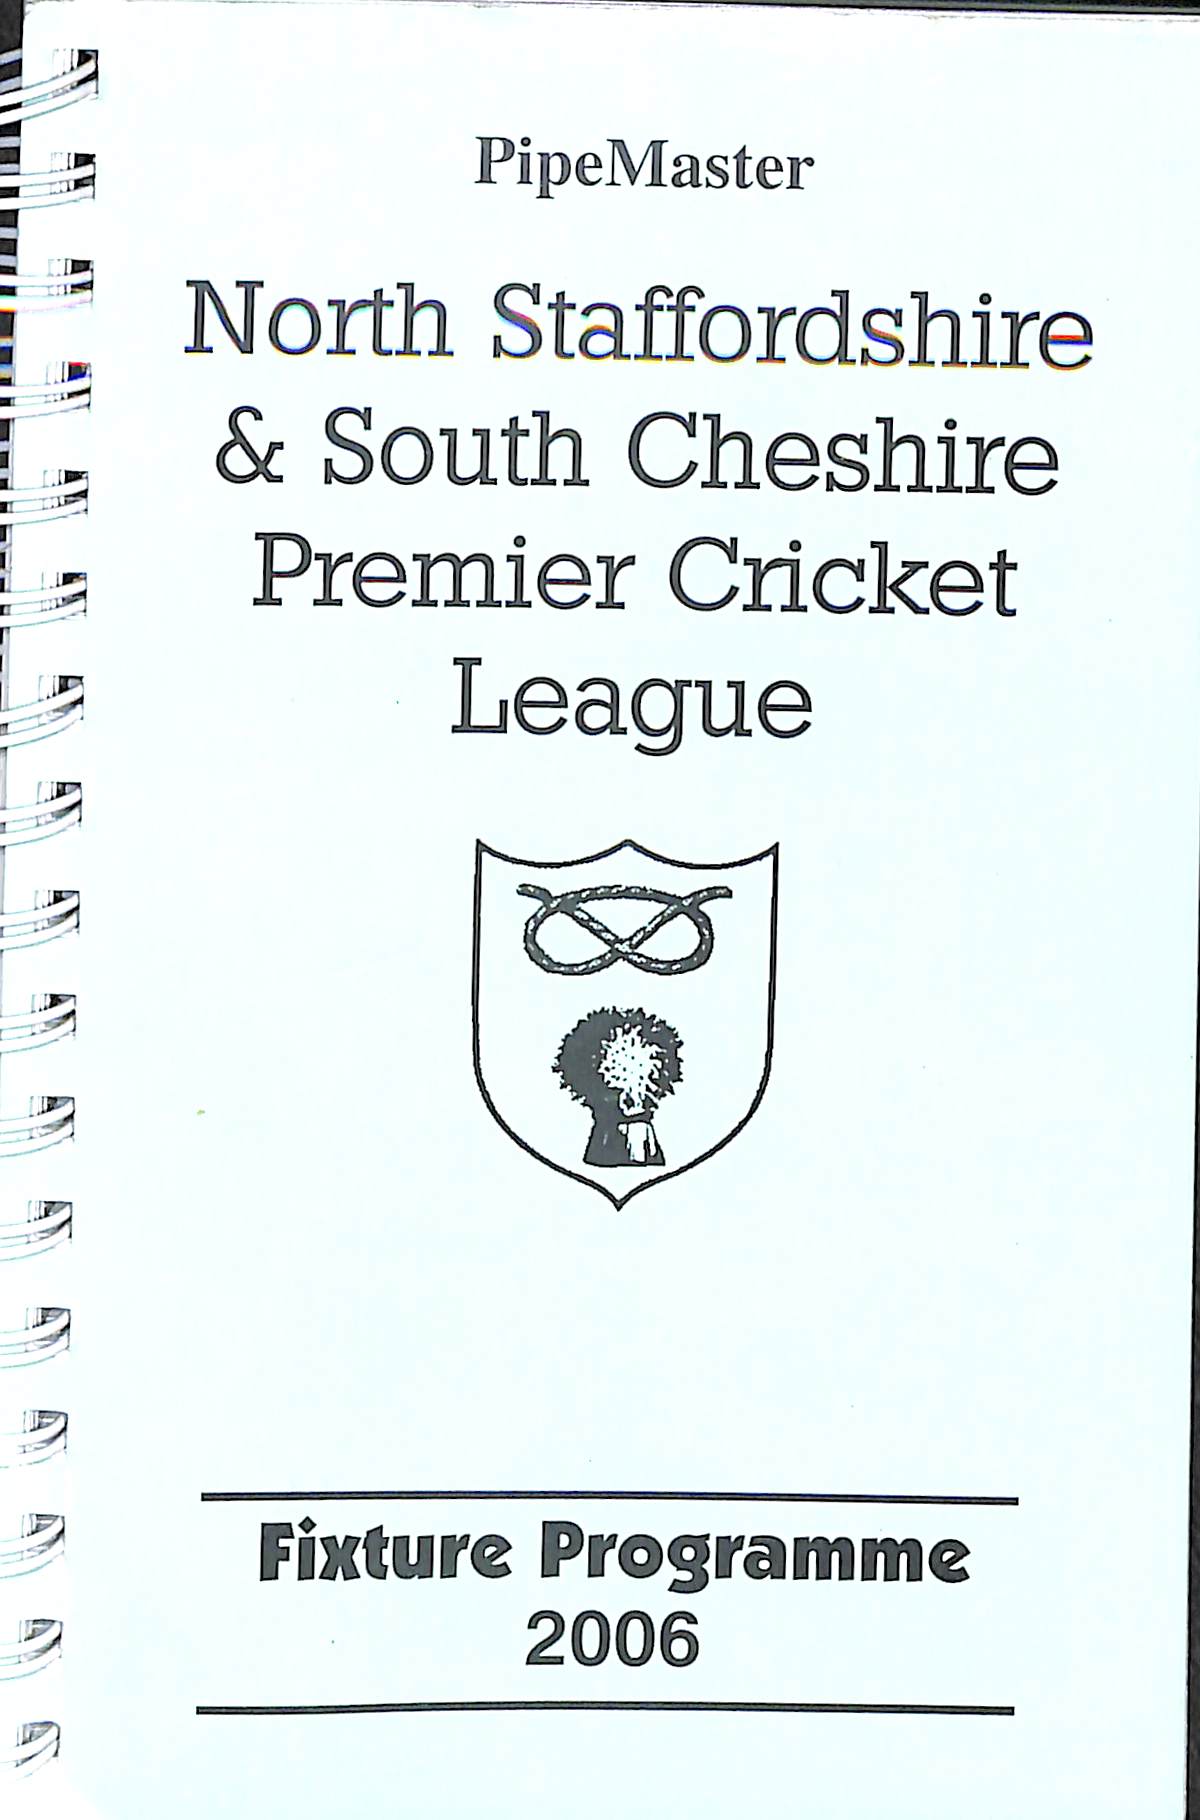 PipeMaster
North Staffordshire
& South Cheshire
Premier Cricket
League
Fixture Programme
2006